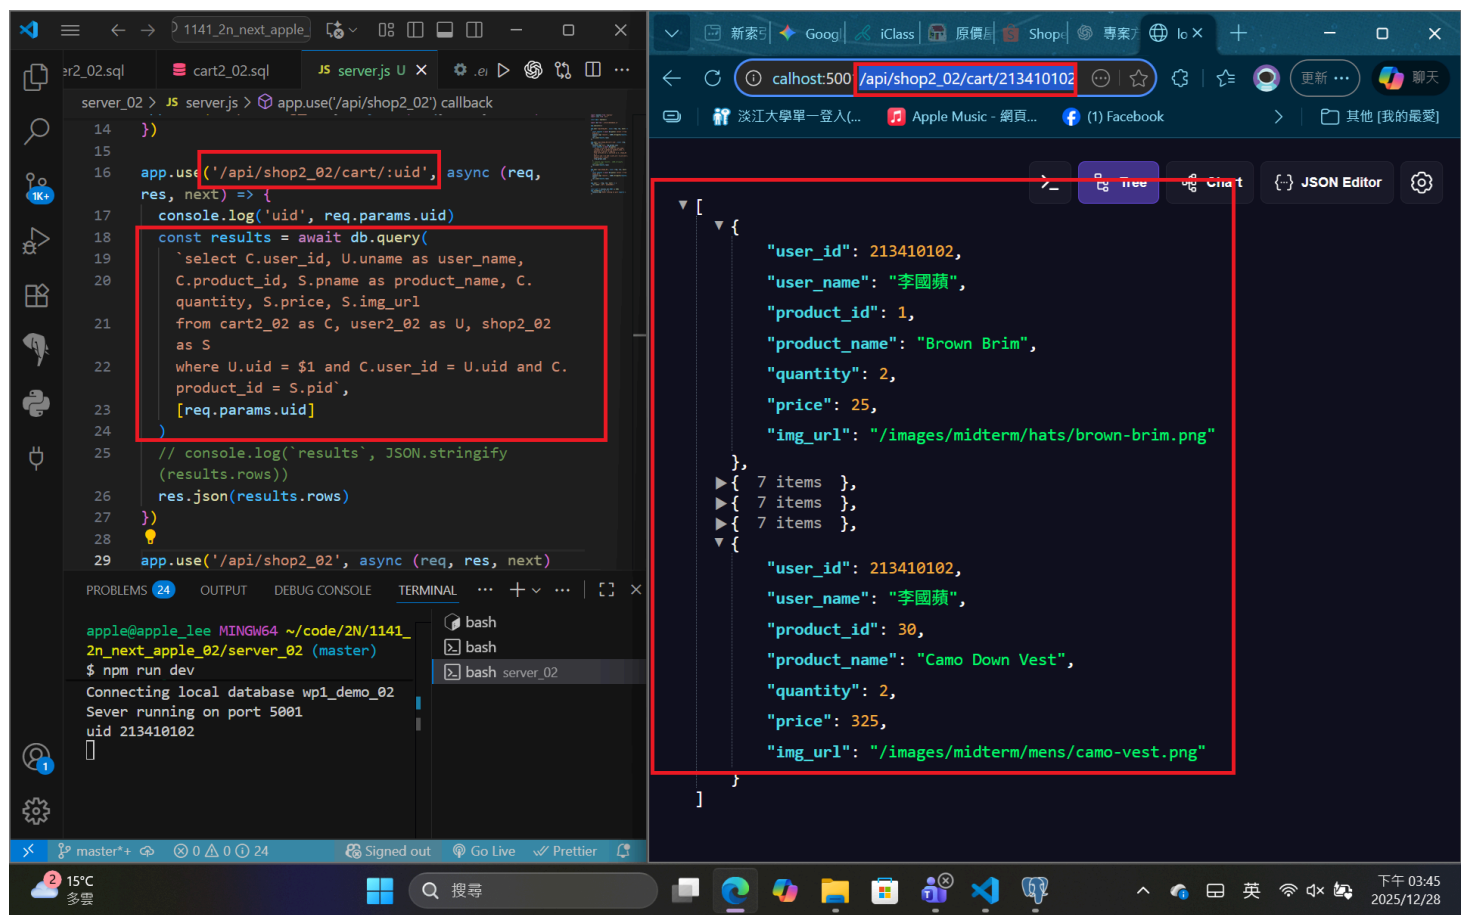 1141_2n_next_apple_
er2_02.sql
cart2_02.sql
JS server.js U
server_02 > JS server.js > app.use('/api/shop2_02') callback
14 })
15
16 app.use('/api/shop2_02/cart/:uid', async (req,
res, next) => {
17 console.log('uid', req.params.uid)
18 const results = await db.query(
19 `select C.user_id, U.uname as user_name,
20 C.product_id, S.pname as product_name, C.
quantity, S.price, S.img_url
21 from cart2_02 as C, user2_02 as U, shop2_02
as S
22 where U.uid = $1 and C.user_id = U.uid and C.
product_id = S.pid`,
23 [req.params.uid]
24 )
25 // console.log(`results`, JSON.stringify
(results.rows))
26 res.json(results.rows)
27 })
28
29 app.use('/api/shop2_02', async (req, res, next)
PROBLEMS 24 OUTPUT DEBUG CONSOLE TERMINAL
apple@apple_lee MINGW64 ~/code/2N/1141_
2n_next_apple_02/server_02 (master)
$ npm run dev
Connecting local database wp1_demo_02
Sever running on port 5001
uid 213410102
bash
bash
bash server_02
1K+
1
master*+ 0 0 24 Signed out Go Live Prettier
新索引 Googl iClass 原價 Shope 專案 lo
calhost:5001/api/shop2_02/cart/213410102
更新 聊天
淡江大學單一登入(... Apple Music - 網頁... (1) Facebook 其他 [我的最愛]
Tree Chart JSON Editor
[
{
"user_id": 213410102,
"user_name": "李國蘋",
"product_id": 1,
"product_name": "Brown Brim",
"quantity": 2,
"price": 25,
"img_url": "/images/midterm/hats/brown-brim.png"
},
{ 7 items },
{ 7 items },
{ 7 items },
{
"user_id": 213410102,
"user_name": "李國蘋",
"product_id": 30,
"product_name": "Camo Down Vest",
"quantity": 2,
"price": 325,
"img_url": "/images/midterm/mens/camo-vest.png"
}
]
2
15°C
多雲
搜尋
英
下午 03:45
2025/12/28